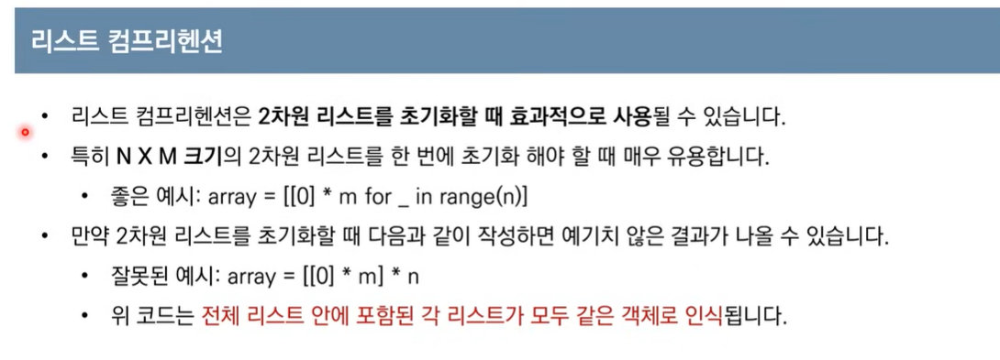 리스트 컴프리헨션
• 리스트 컴프리헨션은 2차원 리스트를 초기화할 때 효과적으로 사용될 수 있습니다.
• 특히 N X M 크기의 2차원 리스트를 한 번에 초기화 해야 할 때 매우 유용합니다.
• 좋은 예시: array = [[0] * m for _ in range(n)]
• 만약 2차원 리스트를 초기화할 때 다음과 같이 작성하면 예기치 않은 결과가 나올 수 있습니다.
• 잘못된 예시: array = [[0] * m] * n
• 위 코드는 전체 리스트 안에 포함된 각 리스트가 모두 같은 객체로 인식됩니다.